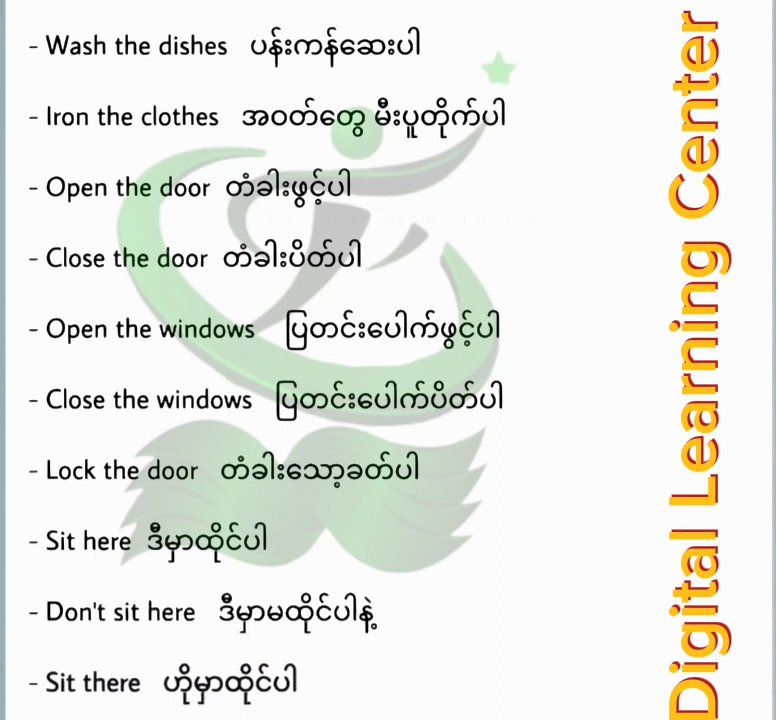 - Wash the dishes ပန်းကန်ဆေးပါ
- Iron the clothes အဝတ်တွေ မီးပူတိုက်ပါ
- Open the door တံခါးဖွင့်ပါ
- Close the door တံခါးပိတ်ပါ
- Open the windows ပြတင်းပေါက်ဖွင့်ပါ
- Close the windows ပြတင်းပေါက်ပိတ်ပါ
- Lock the door တံခါးသော့ခတ်ပါ
- Sit here ဒီမှာထိုင်ပါ
- Don't sit here ဒီမှာမထိုင်ပါနဲ့
- Sit there ဟိုမှာထိုင်ပါ
Digital Learning Center